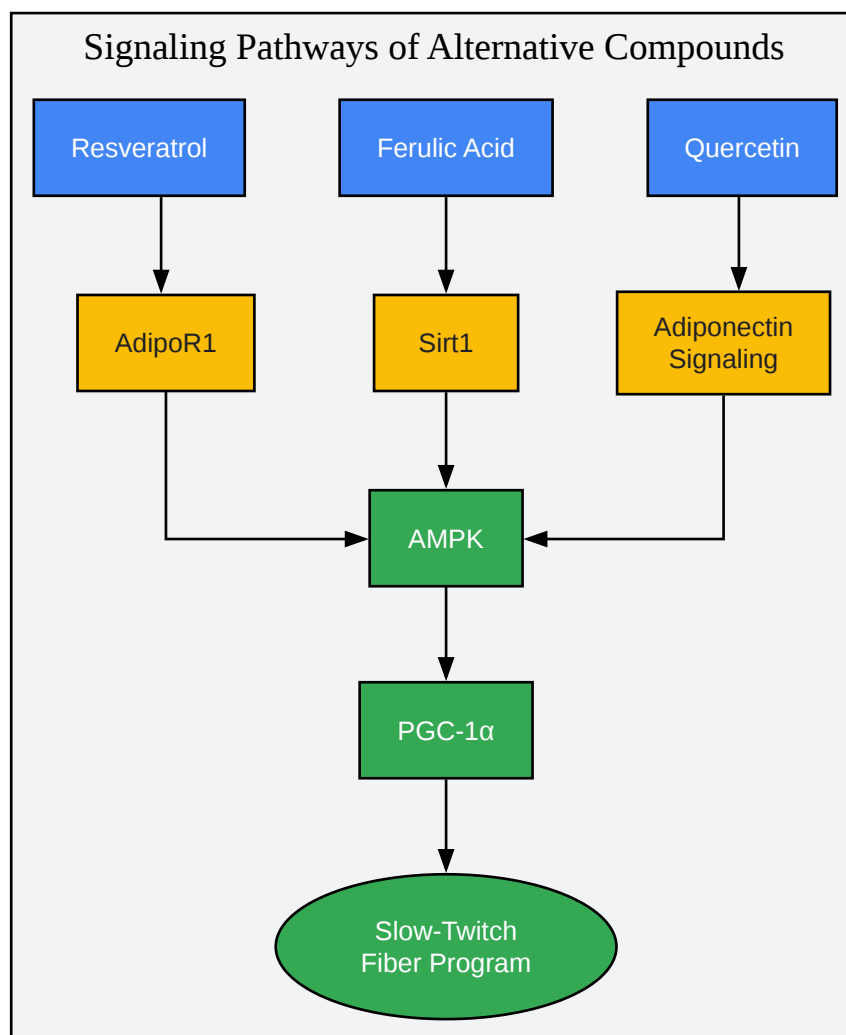 Signaling Pathways of Alternative Compounds
Resveratrol
Ferulic Acid
Quercetin
AdipoR1
Sirt1
Adiponectin
Signaling
AMPK
PGC-1α
Slow-Twitch
Fiber Program